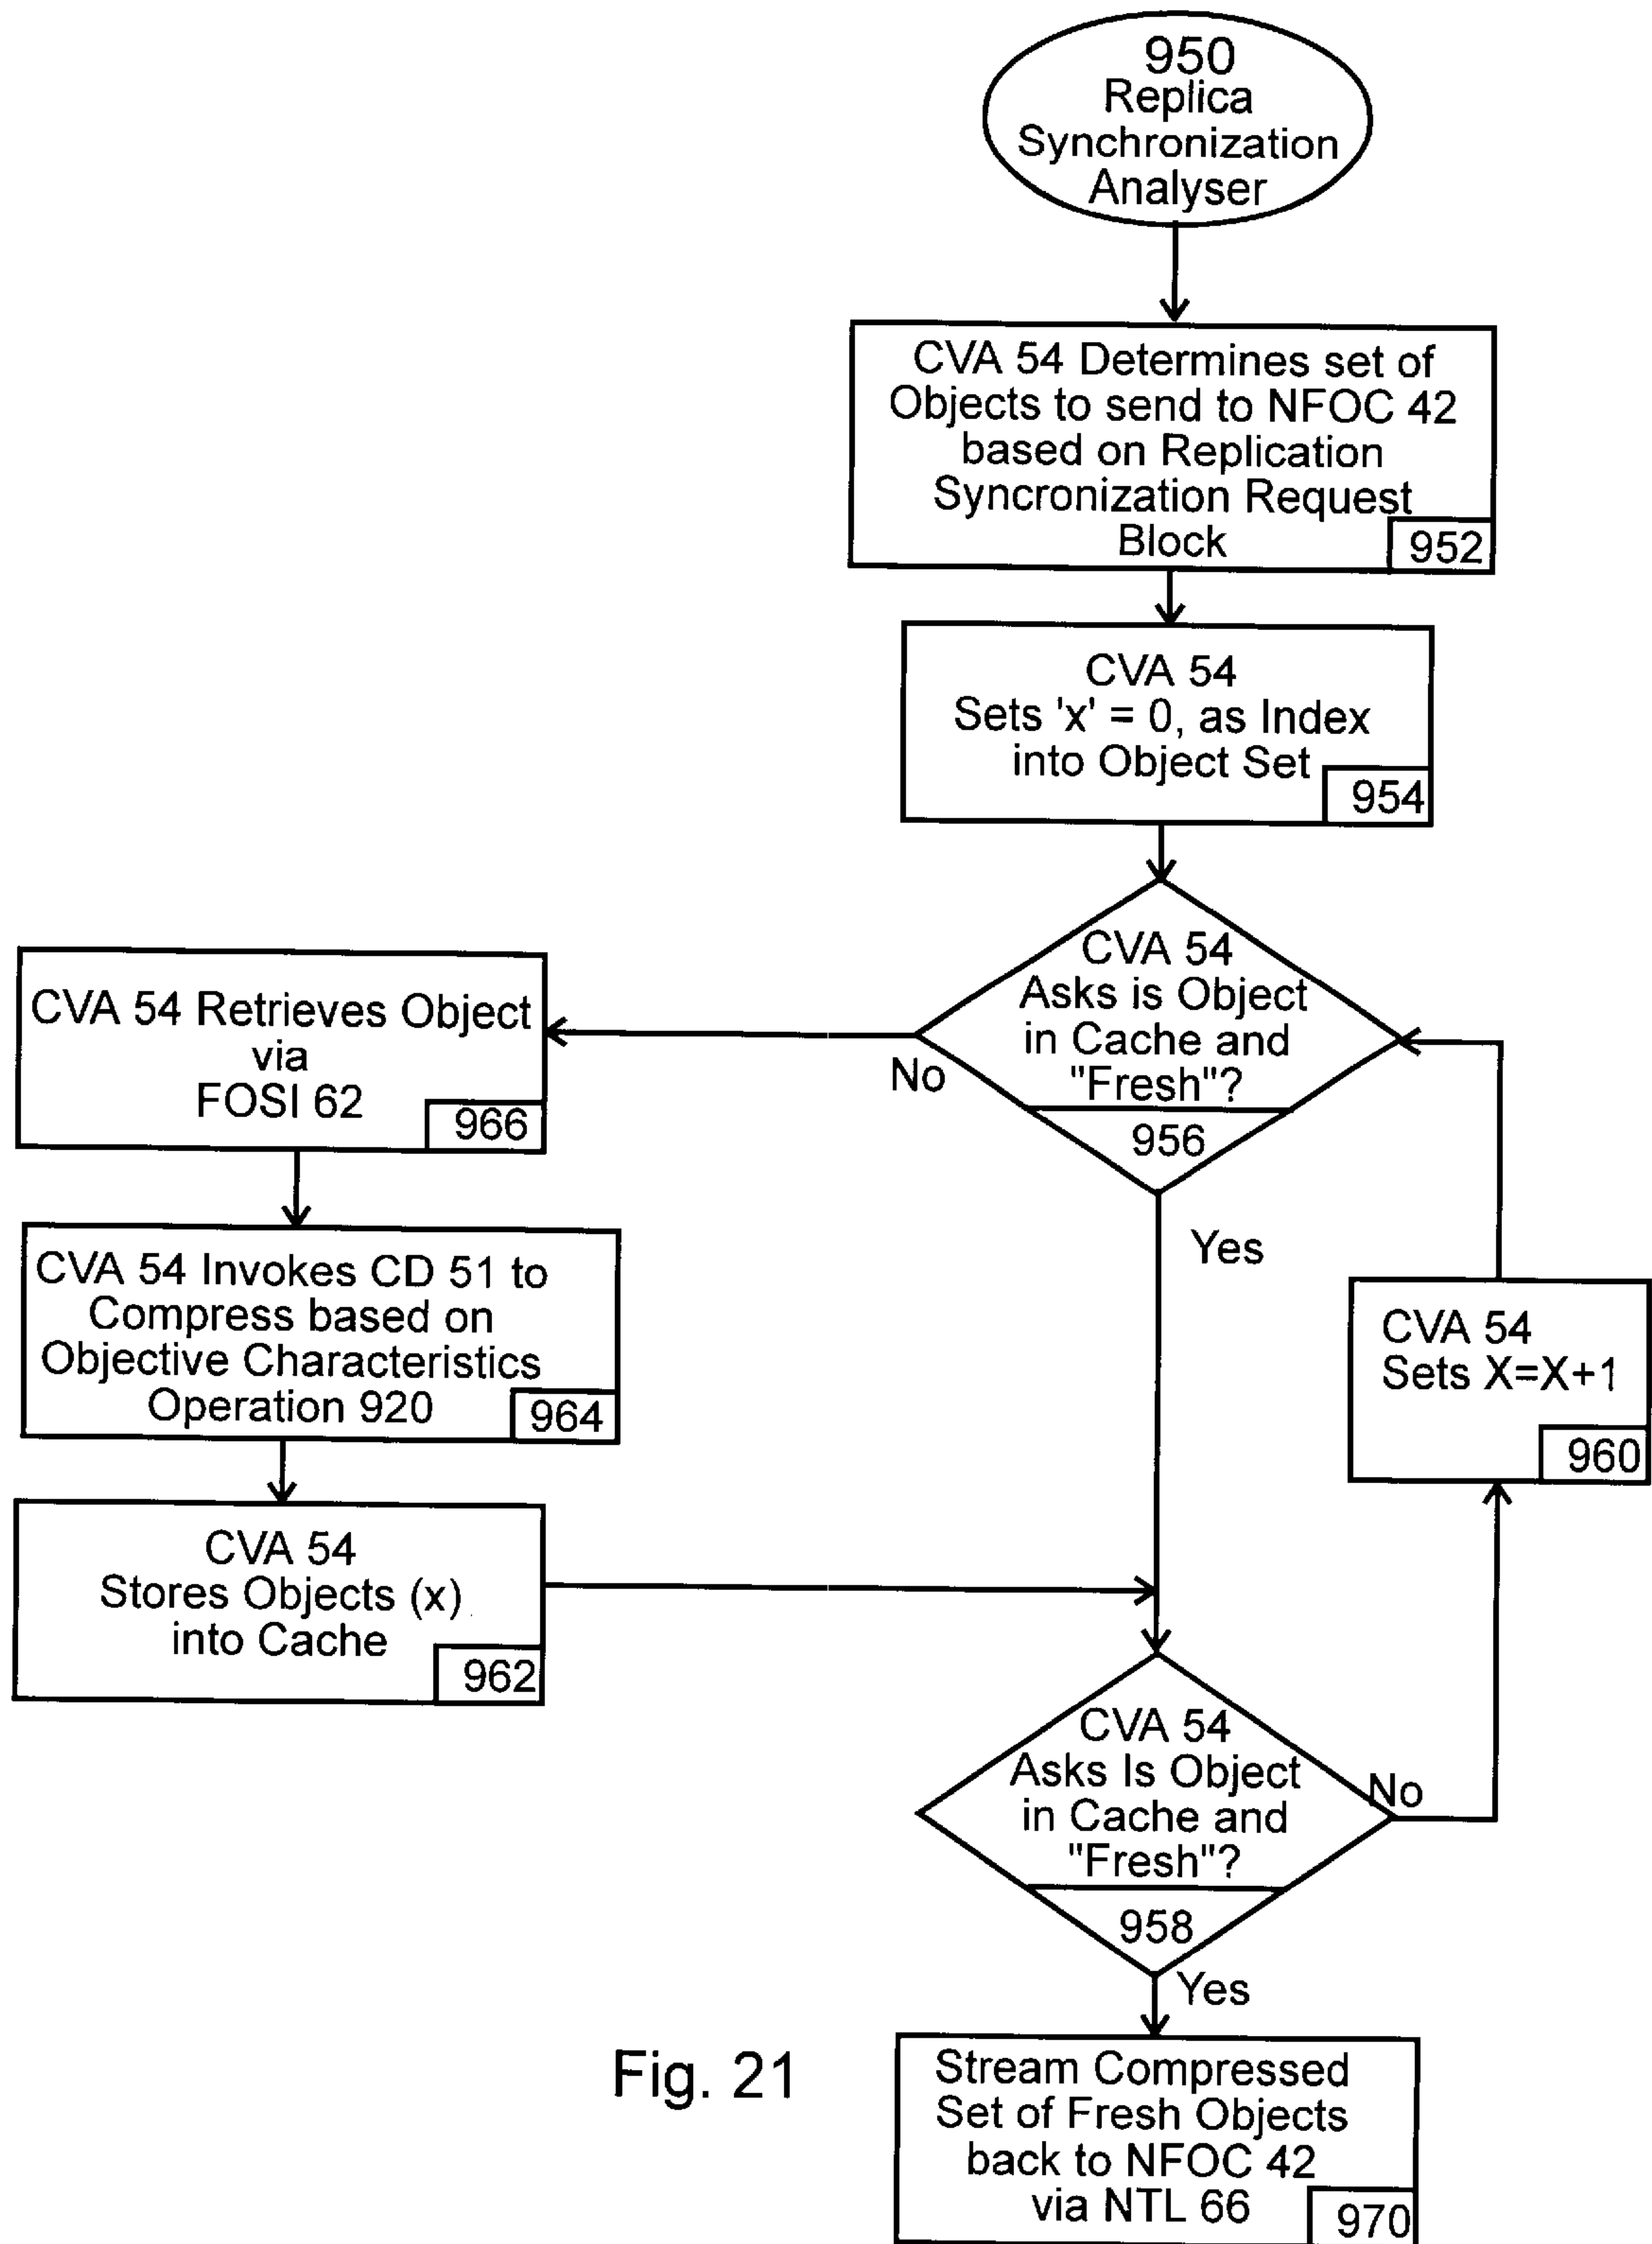 950
Replica
Synchronization
Analyser
CVA 54 Determines set of
Objects to send to NFOC 42
based on Replication
Syncronization Request
Block
952
CVA 54
Sets 'x' = 0, as Index
into Object Set
954
CVA 54
Asks is Object
in Cache and
"Fresh"?
956
No
Yes
CVA 54 Retrieves Object
via
FOSI 62
966
CVA 54 Invokes CD 51 to
Compress based on
Objective Characteristics
Operation 920
964
CVA 54
Stores Objects (x)
into Cache
962
CVA 54
Sets X=X+1
960
CVA 54
Asks Is Object
in Cache and
"Fresh"?
958
No
Yes
Stream Compressed
Set of Fresh Objects
back to NFOC 42
via NTL 66
970
Fig. 21